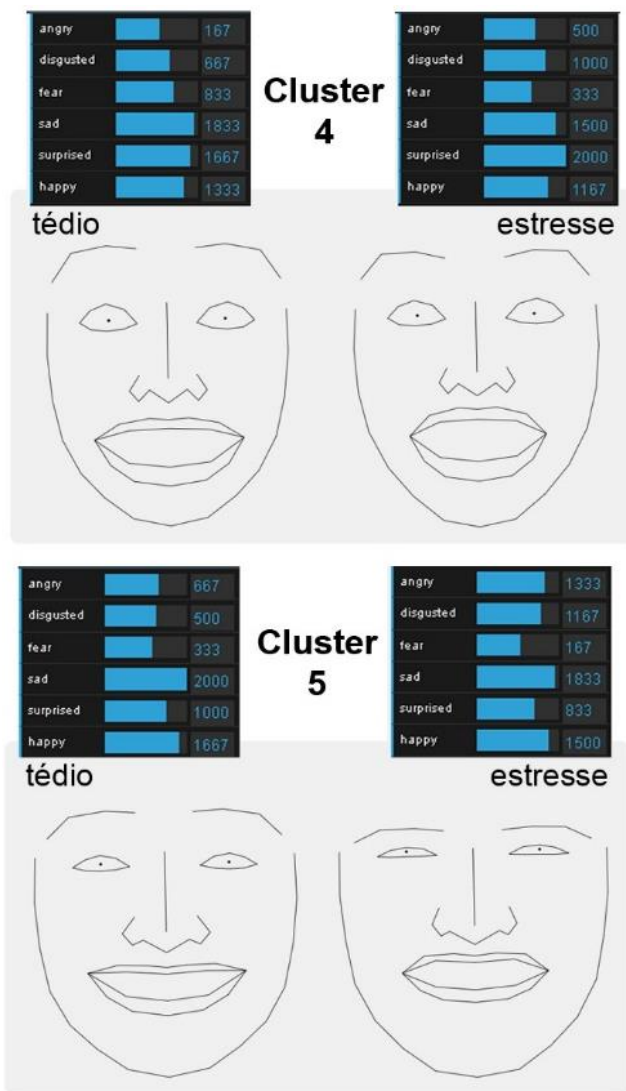 angry 167
disgusted 667
fear 833
sad 1833
surprised 1667
happy 1333
tédio
Cluster
4
angry 500
disgusted 1000
fear 333
sad 1500
surprised 2000
happy 1167
estresse
angry 667
disgusted 500
fear 333
sad 2000
surprised 1000
happy 1667
tédio
Cluster
5
angry 1333
disgusted 1167
fear 167
sad 1833
surprised 833
happy 1500
estresse